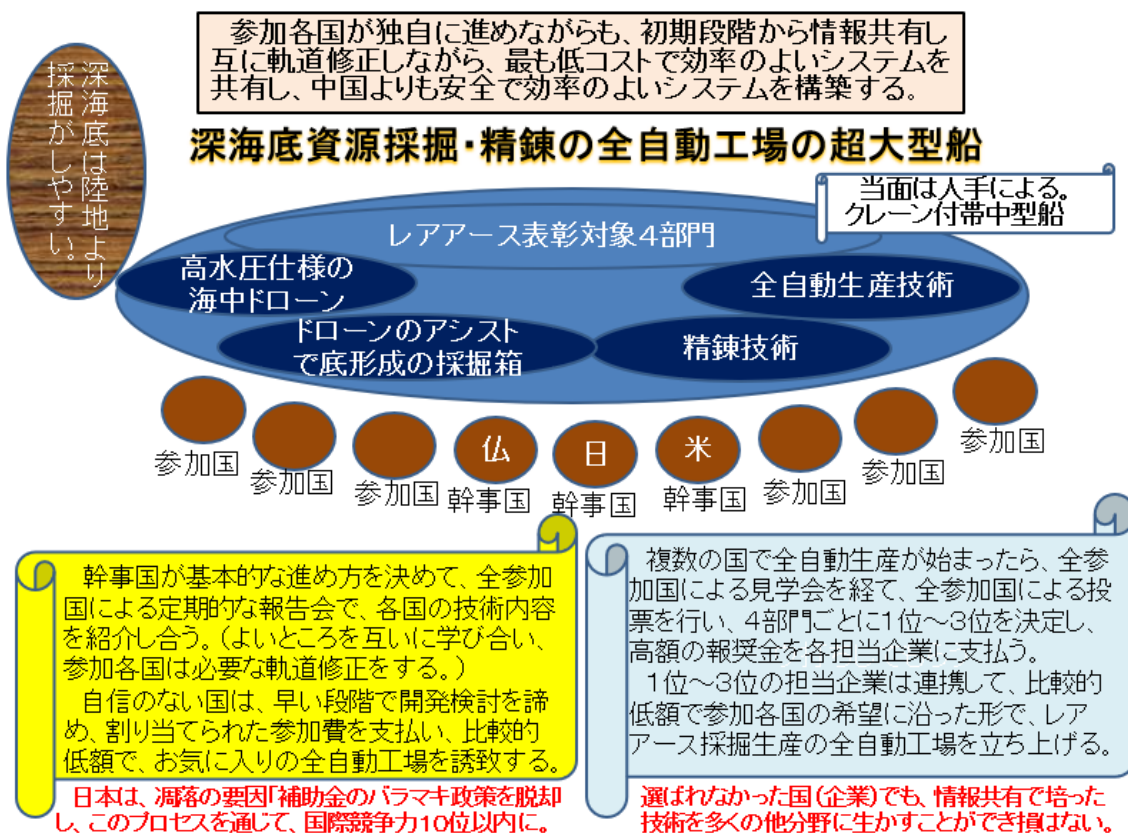 参加各国が独自に進めながらも、初期段階から情報共有し
互に軌道修正しながら、最も低コストで効率のよいシステムを
共有し、中国よりも安全で効率のよいシステムを構築する。
深海底は陸地より
採掘がしやすい。
深海底資源採掘・精錬の全自動工場の超大型船
当面は人手による。
クレーン付帯中型船
レアアース表彰対象4部門
高水圧仕様の
海中ドローン
全自動生産技術
ドローンのアシスト
で底形成の採掘箱
精錬技術
参加国
参加国
参加国
仏
幹事国
日
幹事国
米
幹事国
参加国
参加国
参加国
幹事国が基本的な進め方を決めて、全参加
国による定期的な報告会で、各国の技術内容
を紹介し合う。(よいところを互いに学び合い、
参加各国は必要な軌道修正をする。)
自信のない国は、早い段階で開発検討を諦
め、割り当てられた参加費を支払い、比較的
低額で、お気に入りの全自動工場を誘致する。
複数の国で全自動生産が始まったら、全参
加国による見学会を経て、全参加国による投
票を行い、4部門ごとに1位～3位を決定し、
高額の報奨金を各担当企業に支払う。
1位～3位の担当企業は連携して、比較的
低額で参加各国の希望に沿った形で、レア
アース採掘生産の全自動工場を立ち上げる。
日本は、凋落の要因「補助金のバラマキ政策を脱却
し、このプロセスを通じて、国際競争力10位以内に。
選ばれなかった国(企業)でも、情報共有で培った
技術を多くの他分野に生かすことができ損はない。